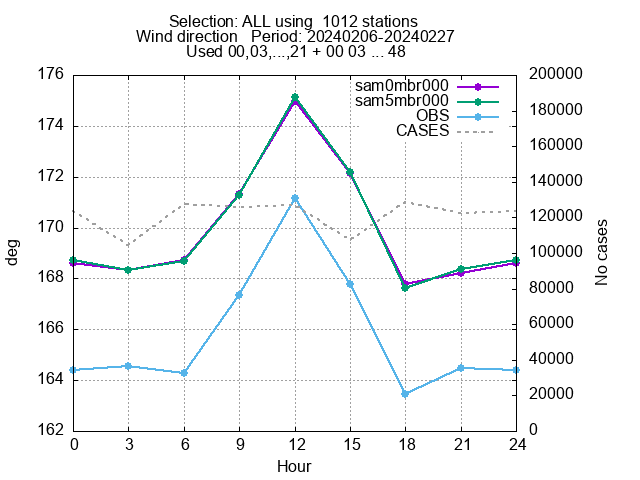 Selection: ALL using  1012 stations
Wind direction   Period: 20240206-20240227
Used 00,03,...,21 + 00 03 ... 48
sam0mbr000
sam5mbr000
OBS
CASES
176
174
172
170
168
166
164
162
deg
200000
180000
160000
140000
120000
100000
80000
60000
40000
20000
0
No cases
0 3 6 9 12 15 18 21 24
Hour